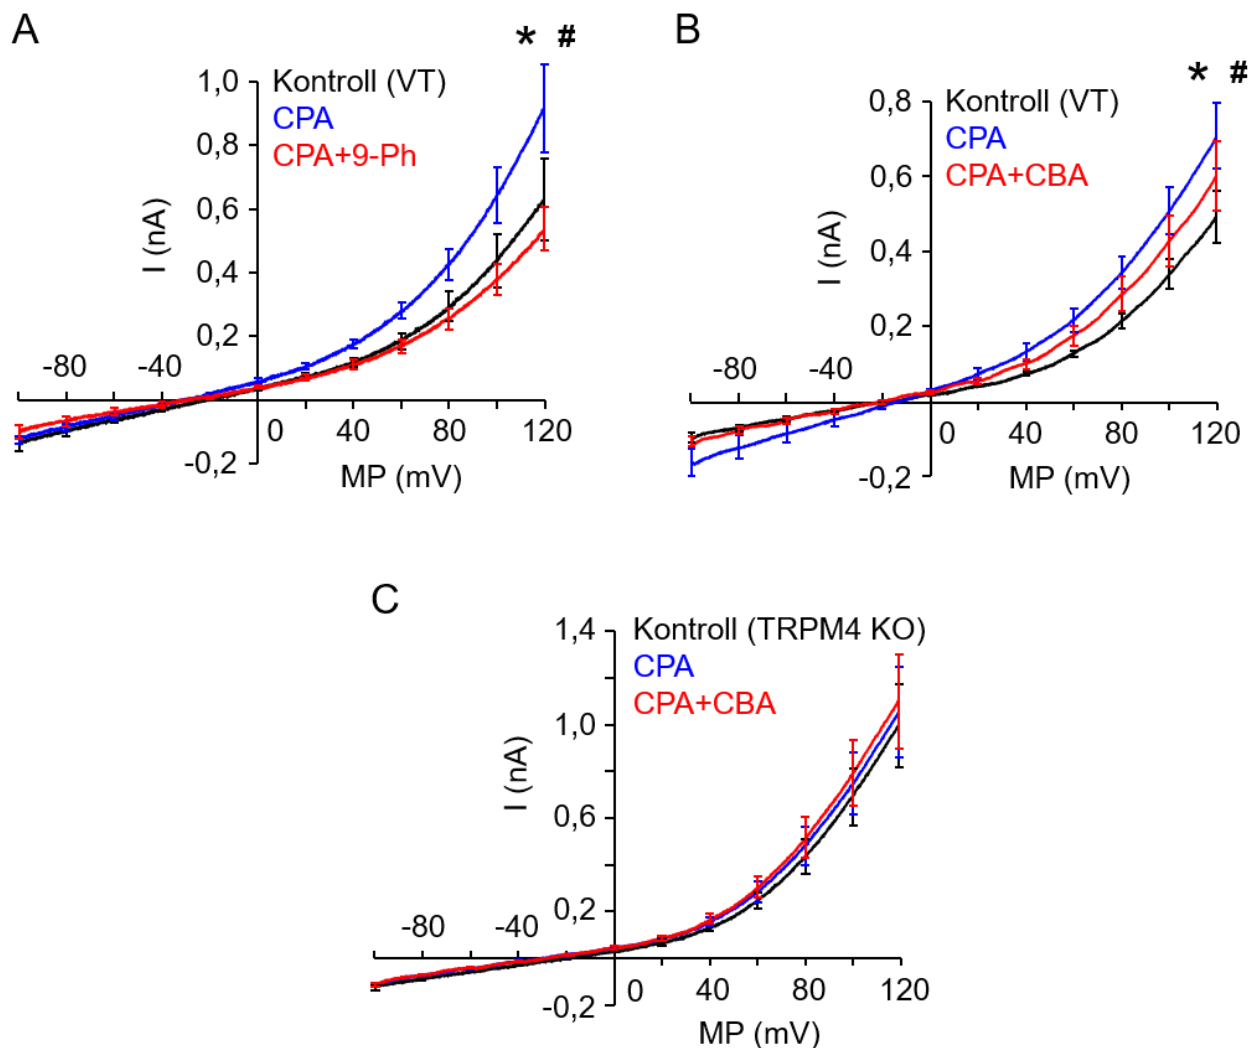 A
* #
1,0
Kontroll (VT)
CPA
0,8
CPA+9-Ph
0,6
I (nA)
0,4
0,2
-80
-40
0
40
80
120
-0,2
MP (mV)
B
* #
0,8
Kontroll (VT)
CPA
0,6
CPA+CBA
I (nA)
0,4
0,2
-80
-40
0
40
80
120
-0,2
MP (mV)
C
1,4
Kontroll (TRPM4 KO)
CPA
CPA+CBA
1,0
I (nA)
0,6
0,2
-80
-40
0
40
80
120
-0,2
MP (mV)